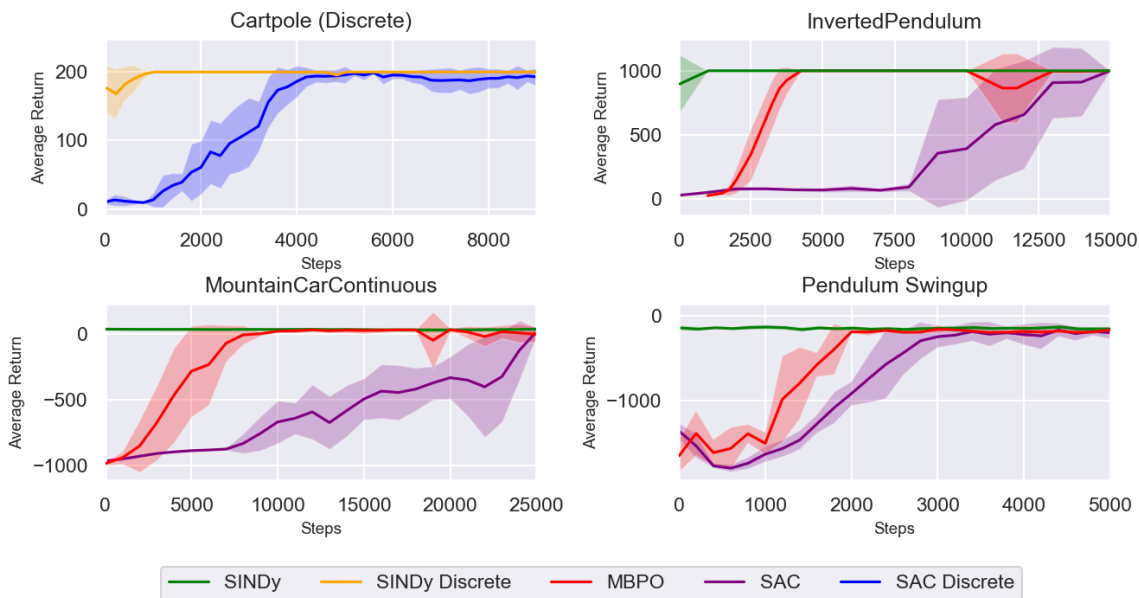 Cartpole (Discrete)
200
100
0
Average Return
0 2000 4000 6000 8000
Steps
InvertedPendulum
1000
500
0
Average Return
0 2500 5000 7500 10000 12500 15000
Steps
MountainCarContinuous
0
−500
−1000
Average Return
0 5000 10000 15000 20000 25000
Steps
Pendulum Swingup
0
−1000
Average Return
0 1000 2000 3000 4000 5000
Steps
SINDy SINDy Discrete MBPO SAC SAC Discrete